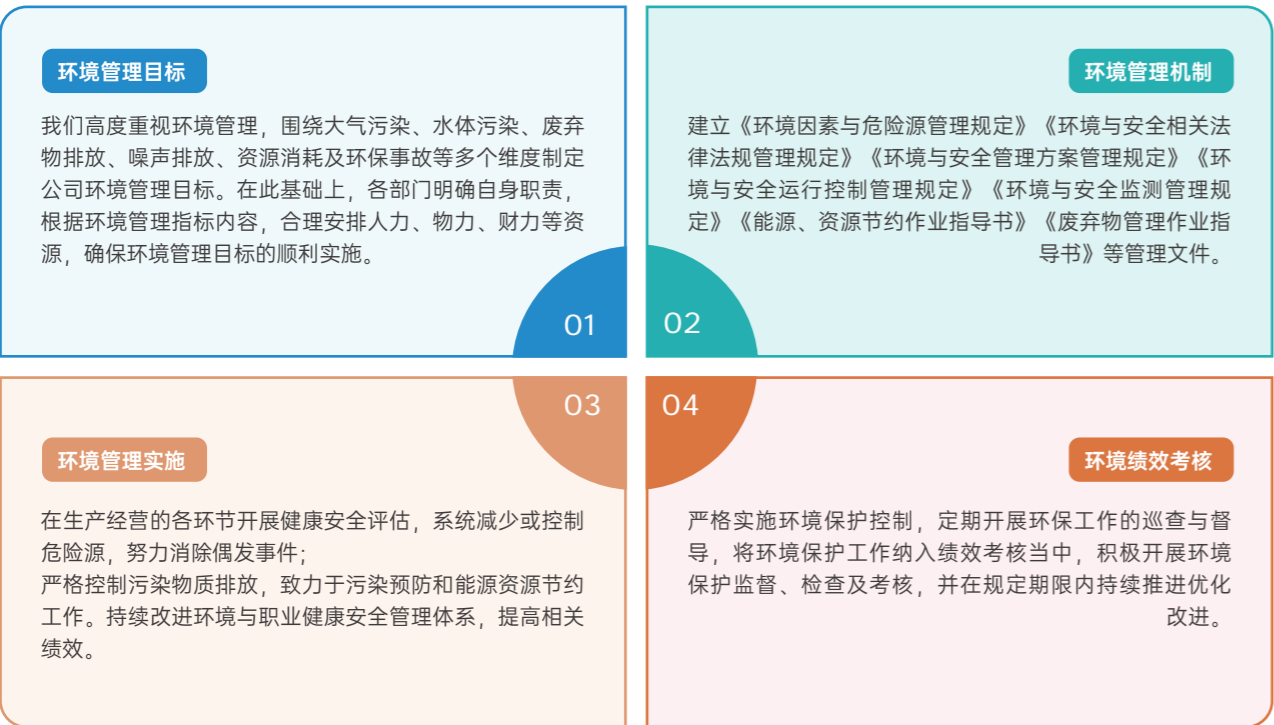 环境管理目标
我们高度重视环境管理，围绕大气污染、水体污染、废弃
物排放、噪声排放、资源消耗及环保事故等多个维度制定
公司环境管理目标。在此基础上，各部门明确自身职责，
根据环境管理指标内容，合理安排人力、物力、财力等资
源，确保环境管理目标的顺利实施。
01
环境管理机制
建立《环境因素与危险源管理规定》《环境与安全相关法
律法规管理规定》《环境与安全管理方案管理规定》《环
境与安全运行控制管理规定》《环境与安全监测管理规
定》《能源、资源节约作业指导书》《废弃物管理作业指
导书》等管理文件。
02
03
环境管理实施
在生产经营的各环节开展健康安全评估，系统减少或控制
危险源，努力消除偶发事件；
严格控制污染物质排放，致力于污染预防和能源资源节约
工作。持续改进环境与职业健康安全管理体系，提高相关
绩效。
04
环境绩效考核
严格实施环境保护控制，定期开展环保工作的巡查与督
导，将环境保护工作纳入绩效考核当中，积极开展环境
保护监督、检查及考核，并在规定期限内持续推进优化
改进。